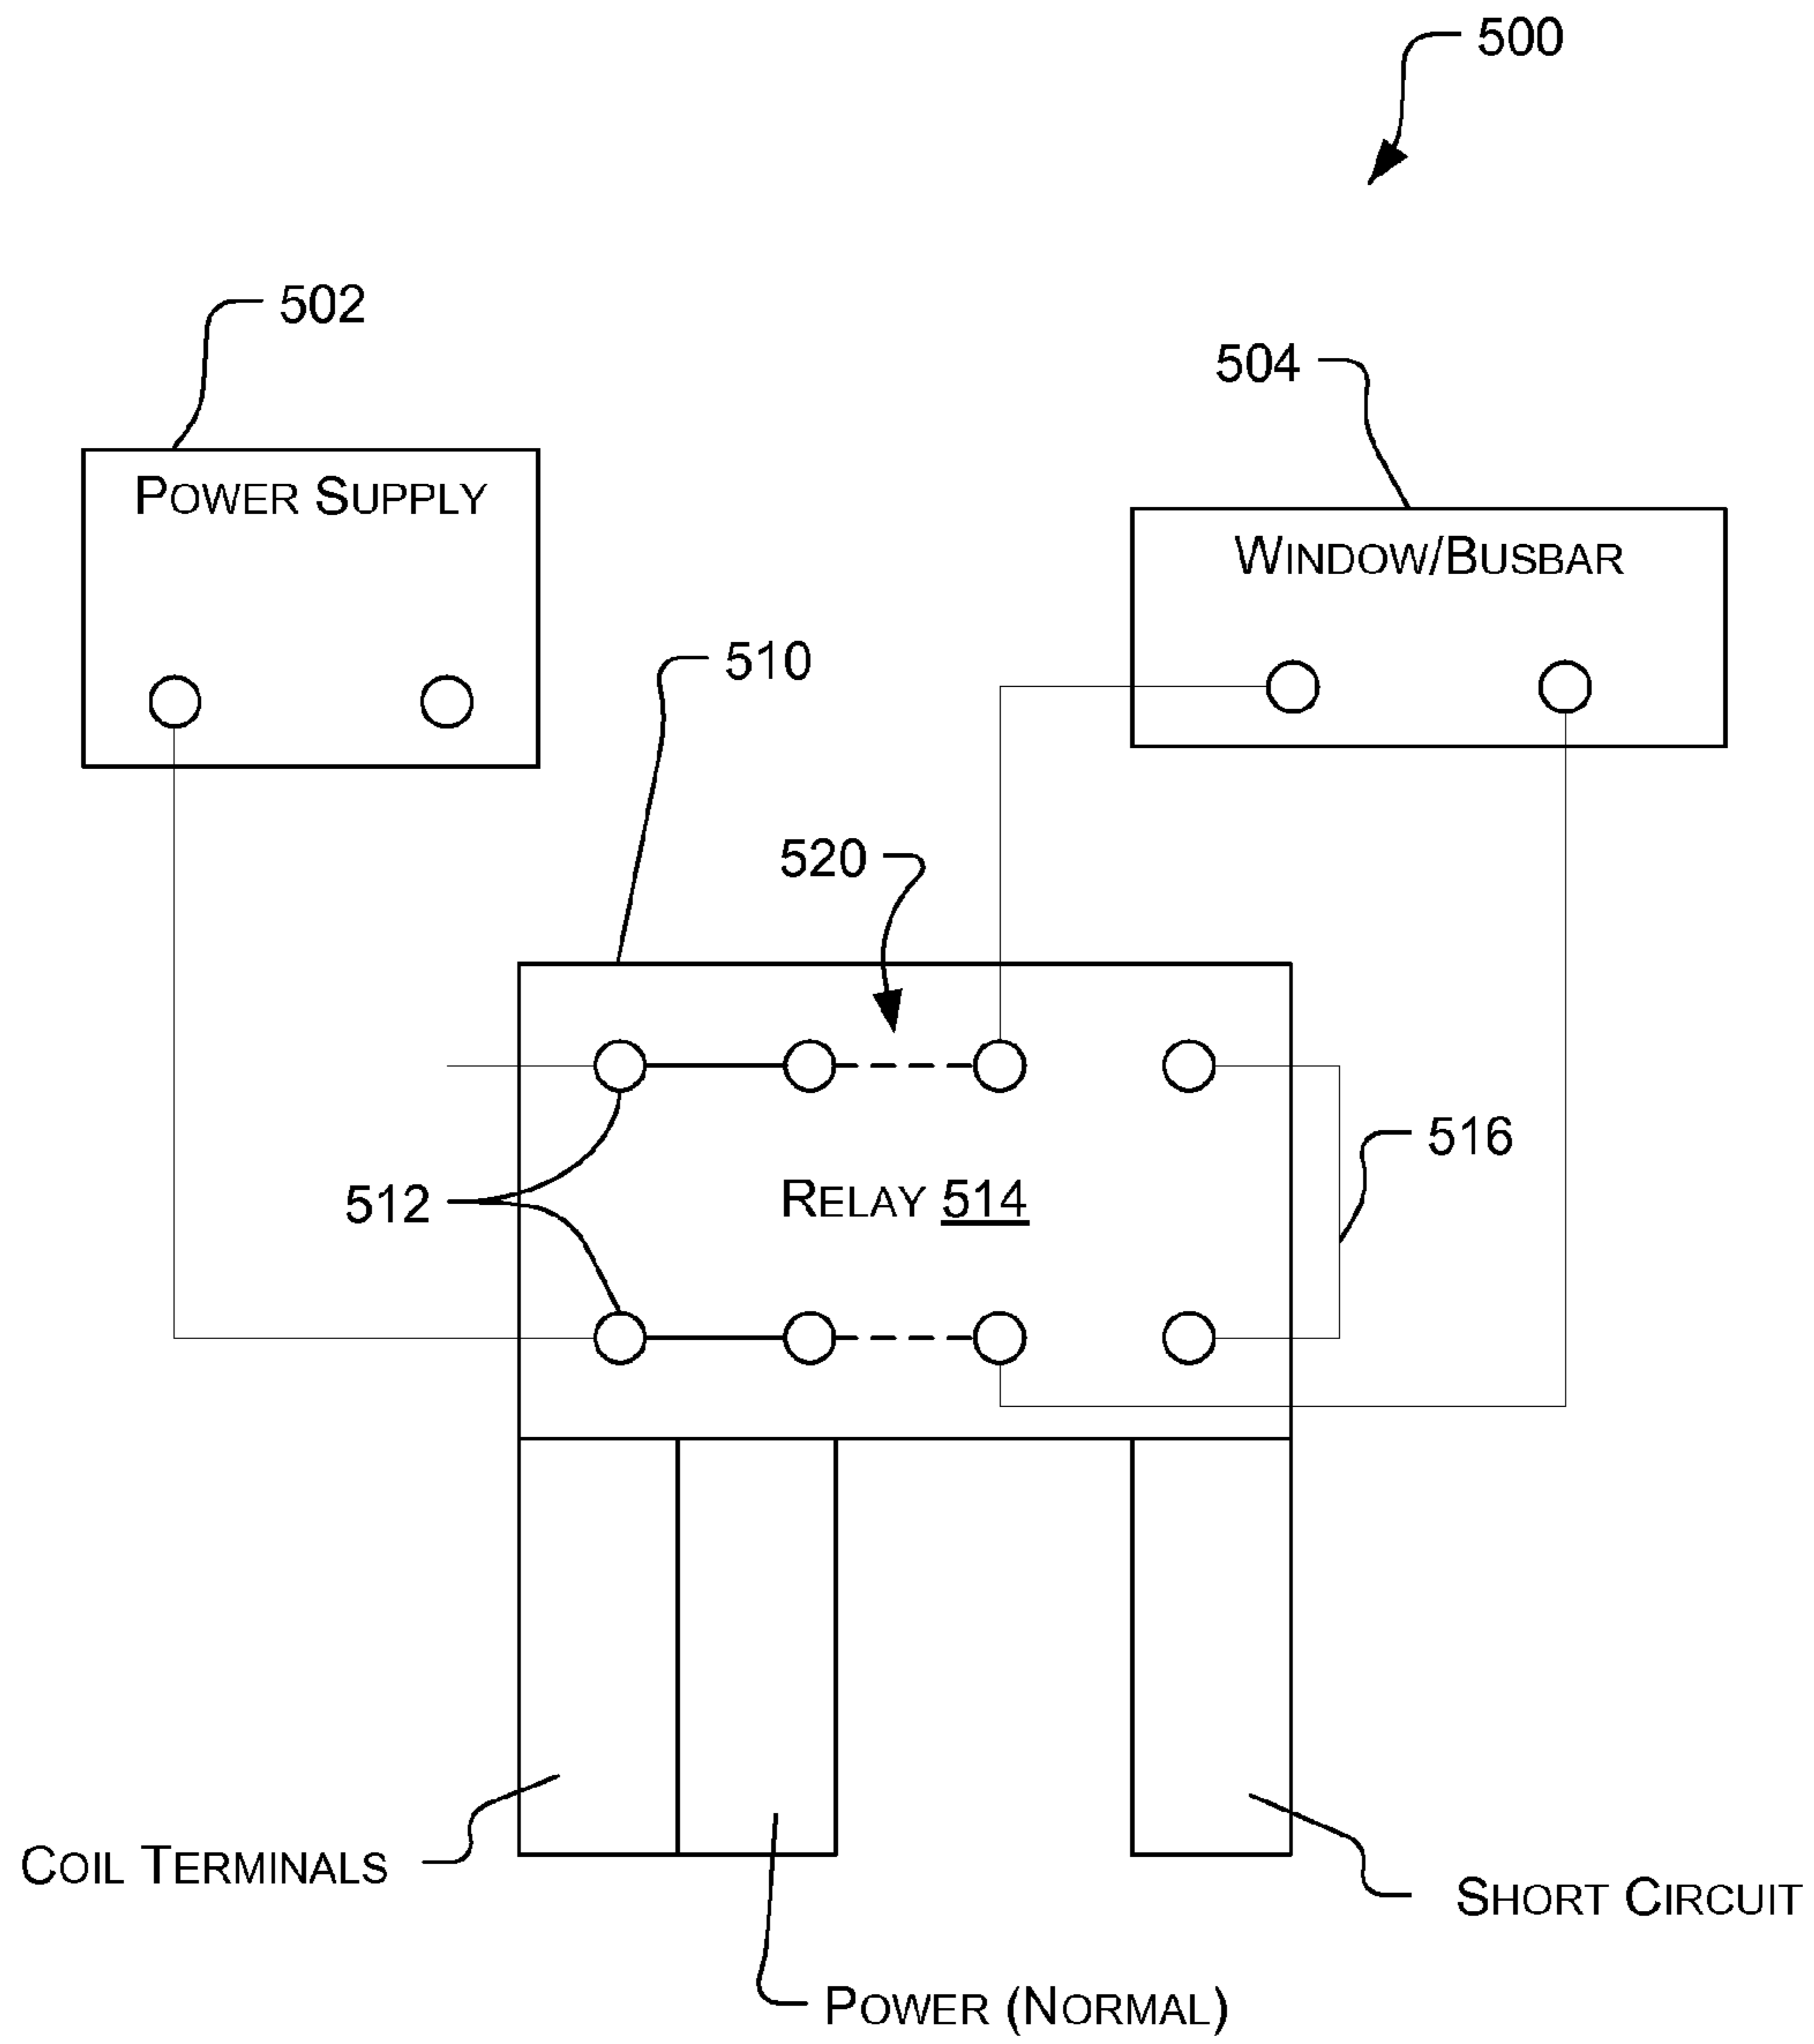 500
502
504
POWER SUPPLY
WINDOW/BUSBAR
510
520
516
512
RELAY 514
COIL TERMINALS
SHORT CIRCUIT
POWER (NORMAL)